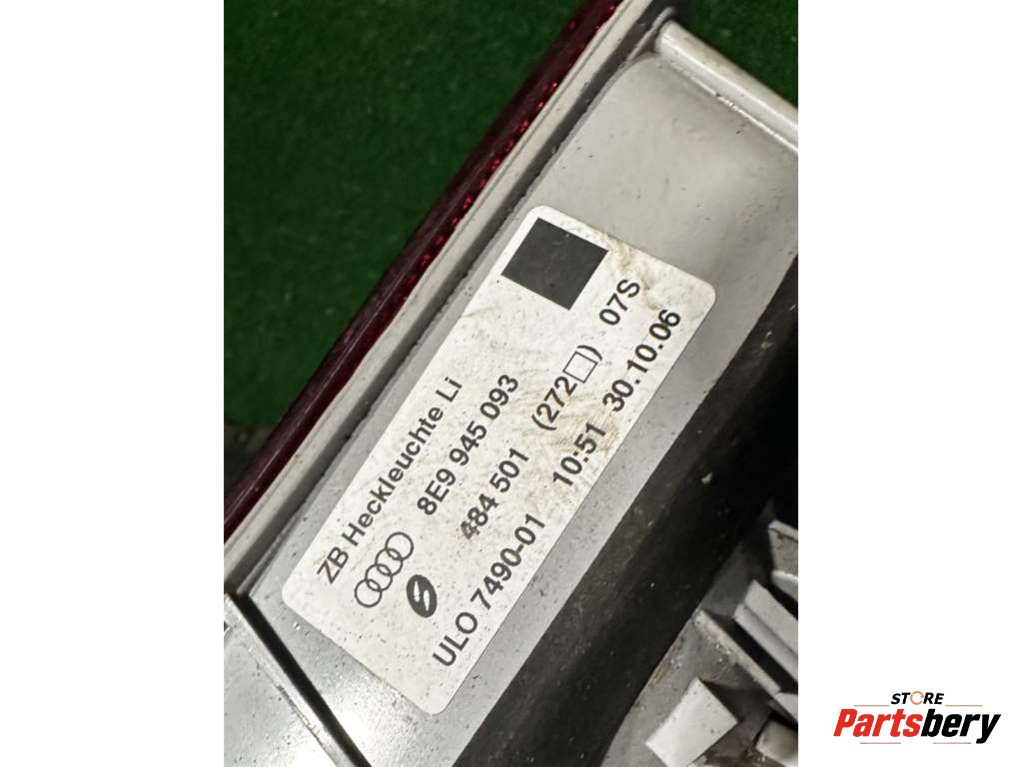 ZB Heckleuchte Li
8E9 945 093
484 501 (272□) 07S
ULO 7490-01 10:51 30.10.06
STORE
Partsbery